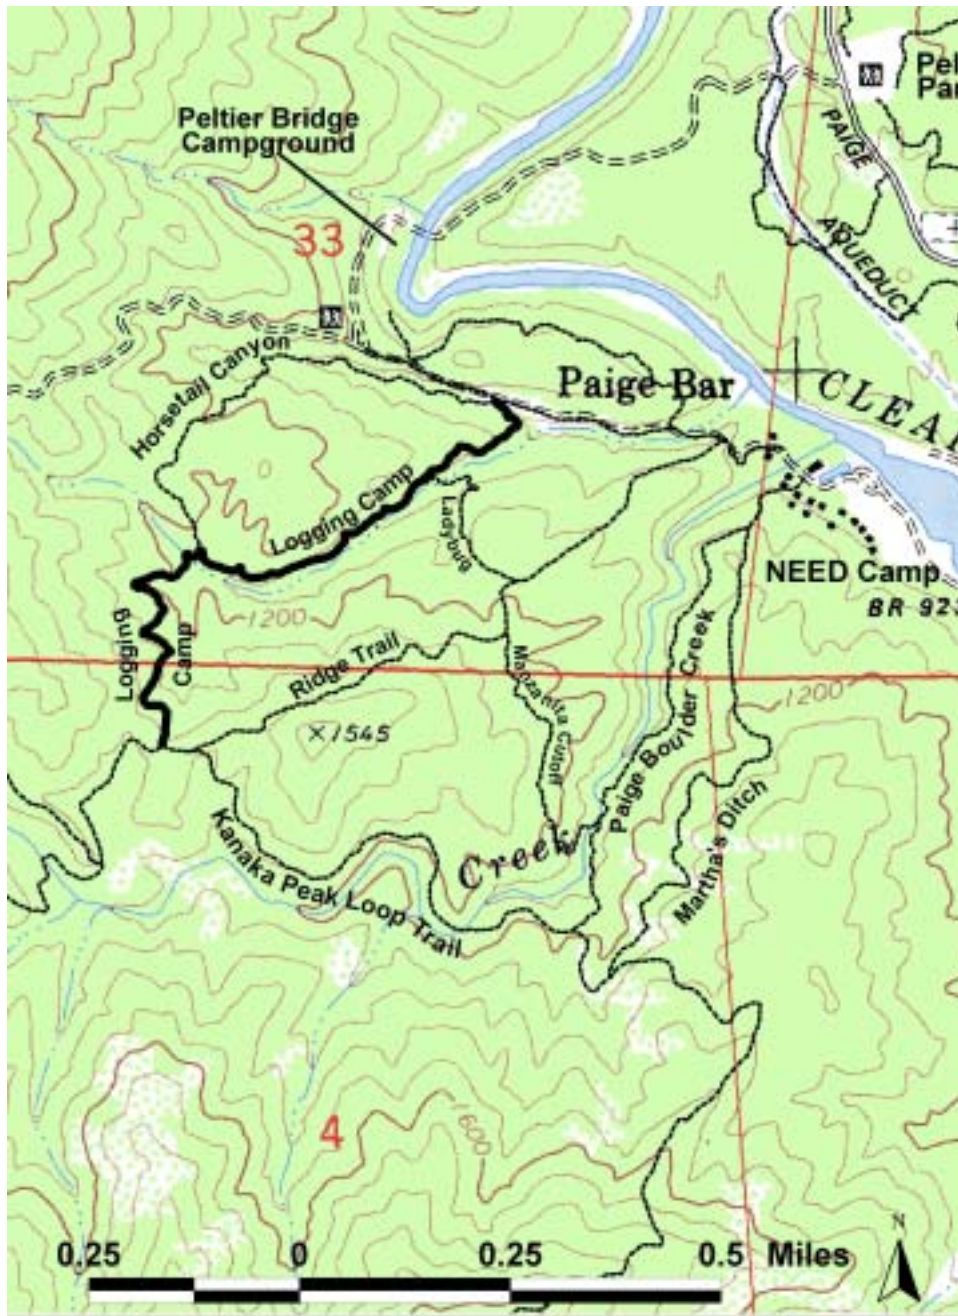 Peltier Bridge
Campground
Pel
Pa
PAIGE
AQUEDUCT
33
Horsetail Canyon
Paige Bar
CLEA
Logging Camp
Ladybug
NEED Camp
BR 923
1200
Logging
Camp
Ridge Trail
Manzanita Cutoff
Paige Boulder Creek
1200
X 1545
Creek
Martha's Ditch
Kanaka Peak Loop Trail
4
1600
N
0.25 0 0.25 0.5 Miles